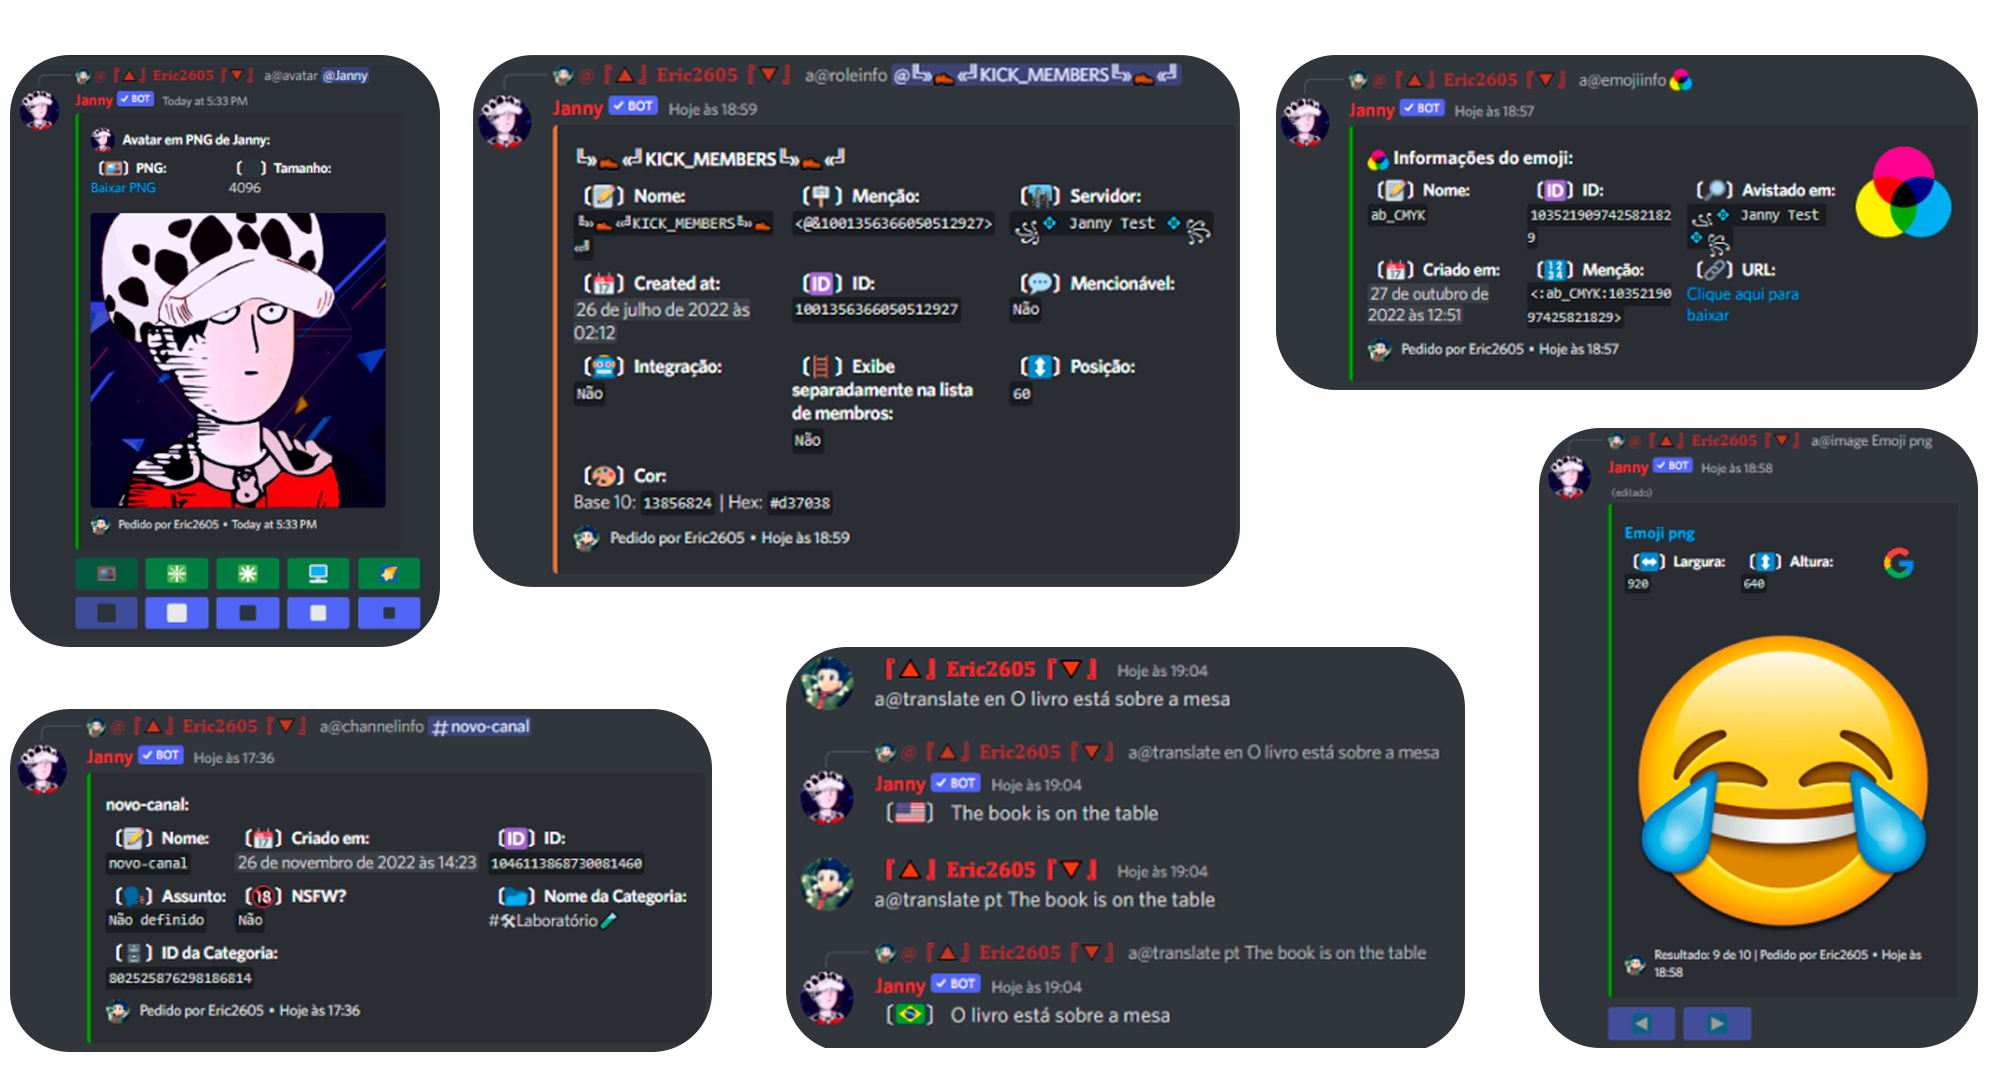 @『🔺』Eric2605『🔻』 a@avatar @Janny
Janny ✓ BOT Today at 5:33 PM
Avatar em PNG de Janny:
PNG:
Baixar PNG
Tamanho:
4096
Pedido por Eric2605 • Today at 5:33 PM
@『🔺』Eric2605『🔻』 a@roleinfo @╚»👞«╝KICK_MEMBERS╚»👞«╝
Janny ✓ BOT Hoje às 18:59
╚»👞«╝KICK_MEMBERS╚»👞«╝
Nome:
╚»👞«╝KICK_MEMBERS╚»👞
«╝
Menção:
<@&1001356366050512927>
Servidor:
꧁💠 Janny Test 💠꧂
Created at:
26 de julho de 2022 às
02:12
ID:
1001356366050512927
Mencionável:
Não
Integração:
Não
Exibe
separadamente na lista
de membros:
Não
Posição:
60
Cor:
Base 10: 13856824 | Hex: #d37038
Pedido por Eric2605 • Hoje às 18:59
@『🔺』Eric2605『🔻』 a@emojiinfo
Janny ✓ BOT Hoje às 18:57
Informações do emoji:
Nome:
ab_CMYK
ID:
103521909742582182
9
Avistado em:
꧁💠 Janny Test
💠꧂
Criado em:
27 de outubro de
2022 às 12:51
Menção:
<:ab_CMYK:10352190
97425821829>
URL:
Clique aqui para
baixar
Pedido por Eric2605 • Hoje às 18:57
@『🔺』Eric2605『🔻』 a@image Emoji png
Janny ✓ BOT Hoje às 18:58
(editado)
Emoji png
Largura:
920
Altura:
640
Resultado: 9 de 10 | Pedido por Eric2605 • Hoje às
18:58
@『🔺』Eric2605『🔻』 a@channelinfo # novo-canal
Janny ✓ BOT Hoje às 17:36
novo-canal:
Nome:
novo-canal
Criado em:
26 de novembro de 2022 às 14:23
ID:
1046113868730081460
Assunto:
Não definido
NSFW?
Não
Nome da Categoria:
#🛠Laboratório🧪
ID da Categoria:
802525876298186814
Pedido por Eric2605 • Hoje às 17:36
『🔺』Eric2605『🔻』 Hoje às 19:04
a@translate en O livro está sobre a mesa
@『🔺』Eric2605『🔻』 a@translate en O livro está sobre a mesa
Janny ✓ BOT Hoje às 19:04
The book is on the table
『🔺』Eric2605『🔻』 Hoje às 19:04
a@translate pt The book is on the table
@『🔺』Eric2605『🔻』 a@translate pt The book is on the table
Janny ✓ BOT Hoje às 19:04
O livro está sobre a mesa